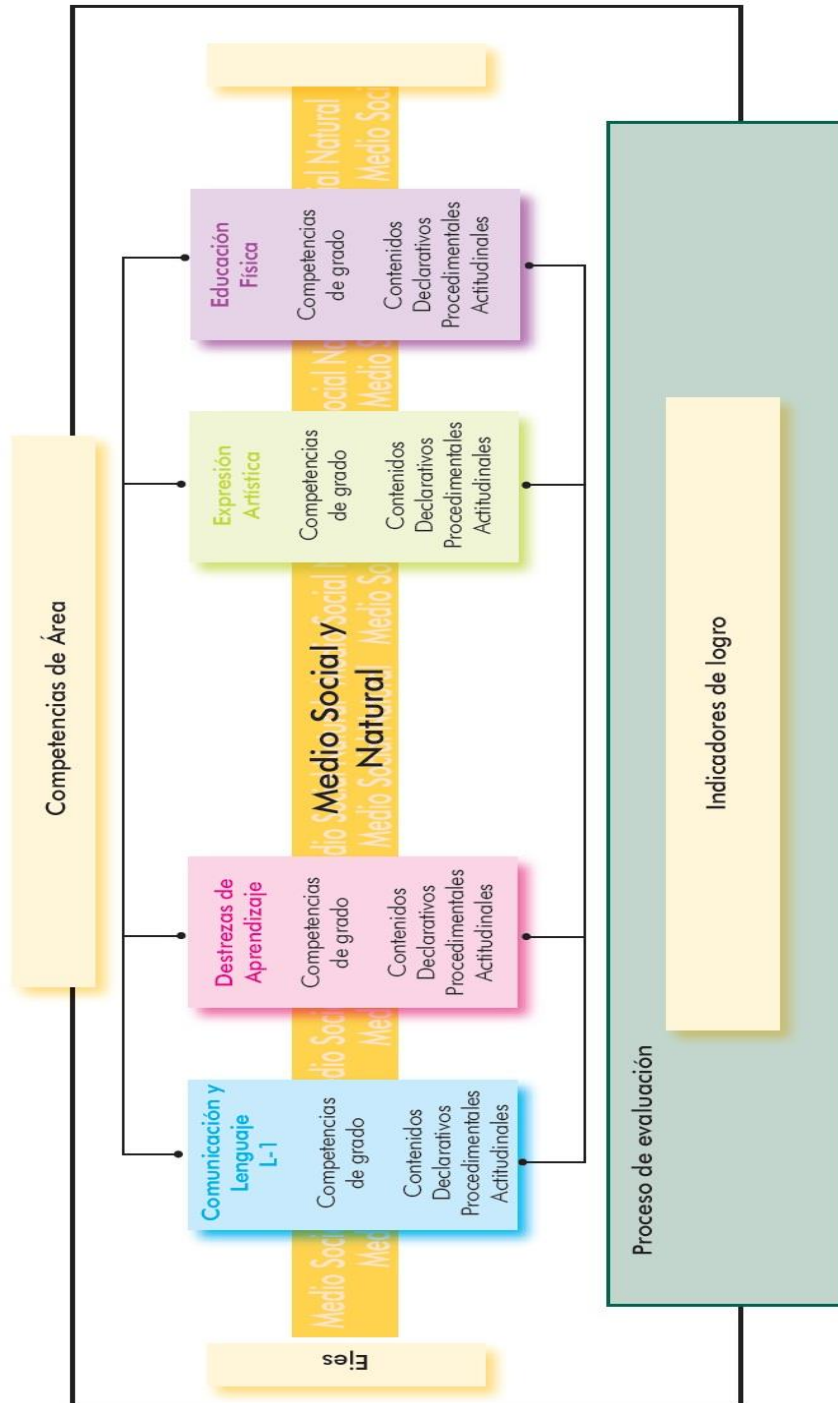 Competencias de Área
Ejes
Comunicación y
Lenguaje
L-1
Competencias
de grado
Contenidos
Declarativos
Procedimentales
Actitudinales
Destrezas de
Aprendizaje
Competencias
de grado
Contenidos
Declarativos
Procedimentales
Actitudinales
Medio Social y
Natural
Expresión
Artística
Competencias
de grado
Contenidos
Declarativos
Procedimentales
Actitudinales
Educación
Física
Competencias
de grado
Contenidos
Declarativos
Procedimentales
Actitudinales
Proceso de evaluación
Indicadores de logro